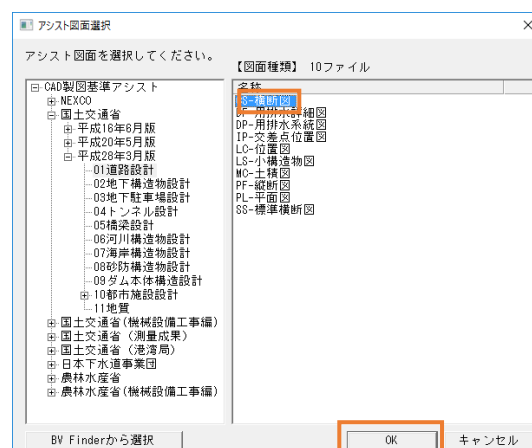 アシスト図面選択
アシスト図面を選択してください。
【図面種類】 10ファイル
CAD製図基準アシスト
NEXCO
国土交通省
平成16年6月版
平成20年5月版
平成28年3月版
01道路設計
02地下構造物設計
03地下駐車場設計
04トンネル設計
05橋梁設計
06河川構造物設計
07海岸構造物設計
08砂防構造物設計
09ダム本体構造設計
10都市施設設計
11地質
国土交通省(機械設備工事編)
国土交通省(測量成果)
国土交通省(港湾局)
日本下水道事業団
農林水産省
農林水産省(機械設備工事編)
名称
CS-横断図
DF-用排水詳細図
DP-用排水系統図
IP-交差点位置図
LC-位置図
LS-小構造物図
MC-土積図
PF-縦断図
PL-平面図
SS-標準横断図
BV Finderから選択
OK
キャンセル